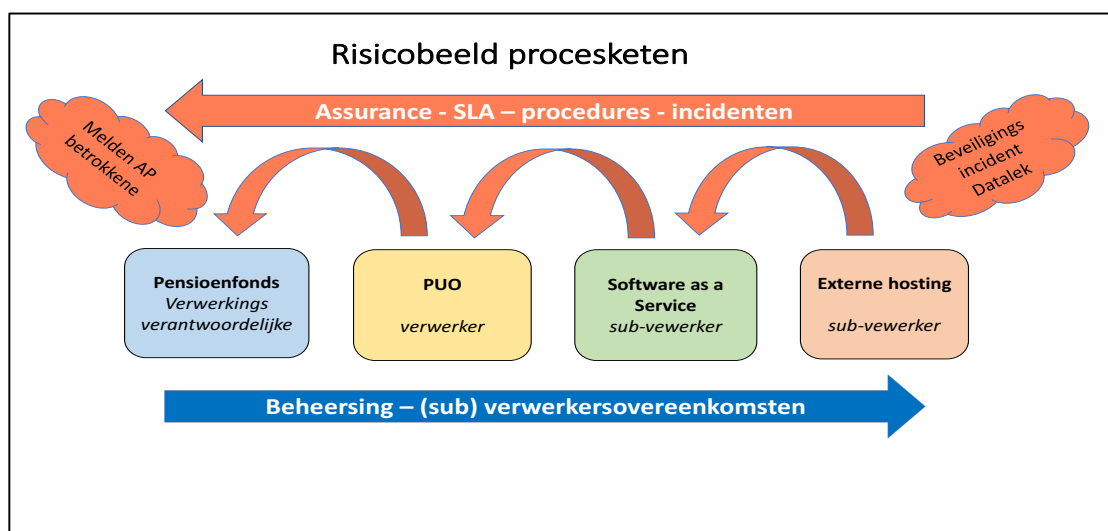 Risicobeeld procesketen
Assurance - SLA – procedures - incidenten
Melden AP
betrokkene
Beveiligings
incident
Datalek
Pensioenfonds
Verwerkings
verantwoordelijke
PUO
verwerker
Software as a
Service
sub-vewerker
Externe hosting
sub-vewerker
Beheersing – (sub) verwerkersovereenkomsten